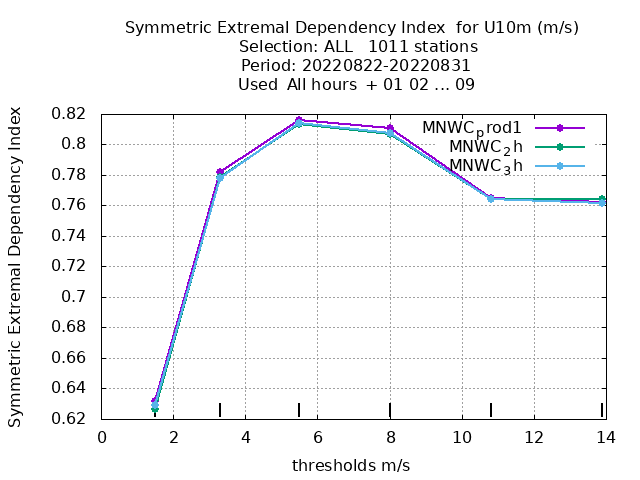 Symmetric Extremal Dependency Index  for U10m (m/s)
Selection: ALL   1011 stations
Period: 20220822-20220831
Used  All hours  + 01 02 ... 09
Symmetric Extremal Dependency Index
0.82
0.8
0.78
0.76
0.74
0.72
0.7
0.68
0.66
0.64
0.62
MNWCprod1
MNWC2h
MNWC3h
0 2 4 6 8 10 12 14
thresholds m/s